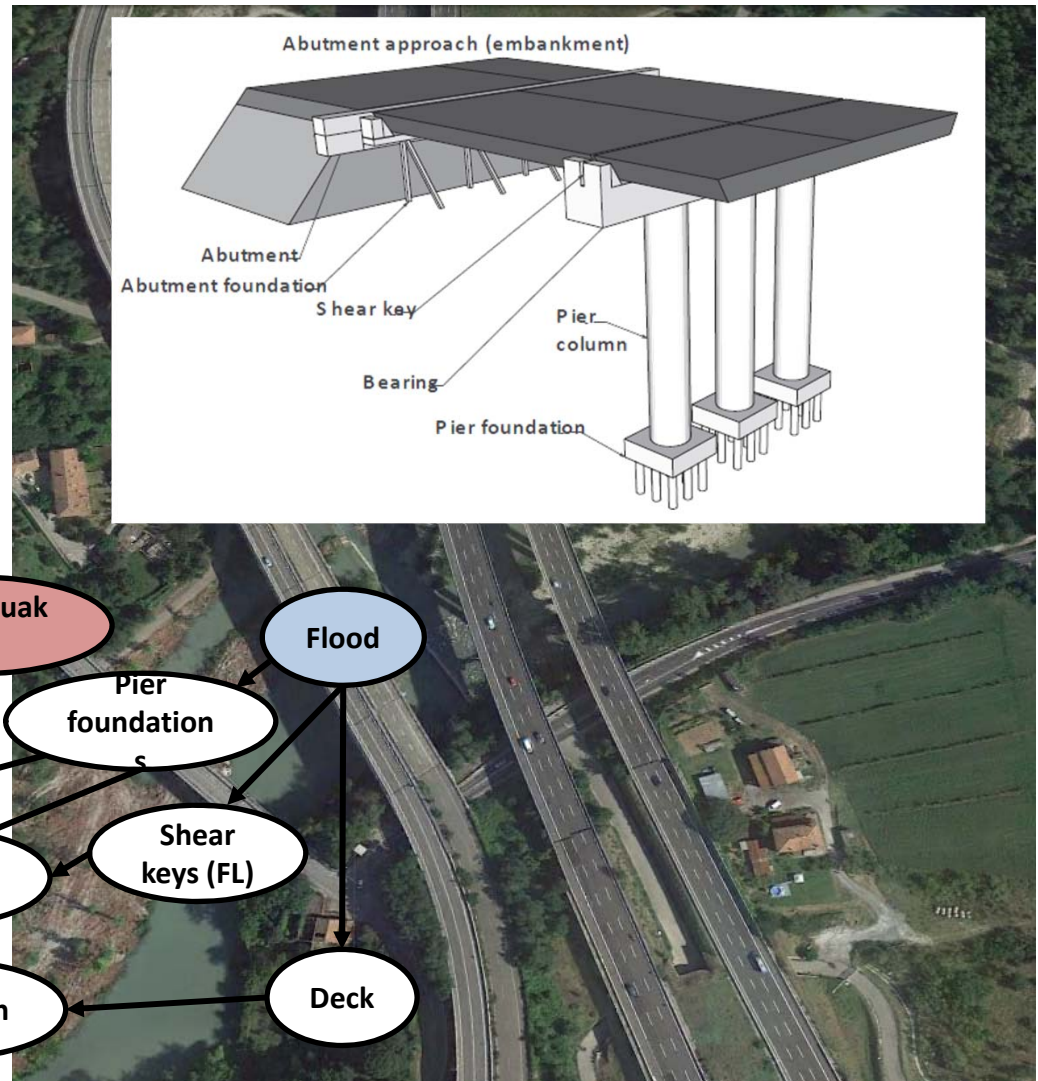 Abutment approach (embankment)
Abutment
Abutment foundation
Shear key
Bearing
Pier
column
Pier foundation
uak
Flood
Pier
foundation
s
Shear
keys (FL)
Deck